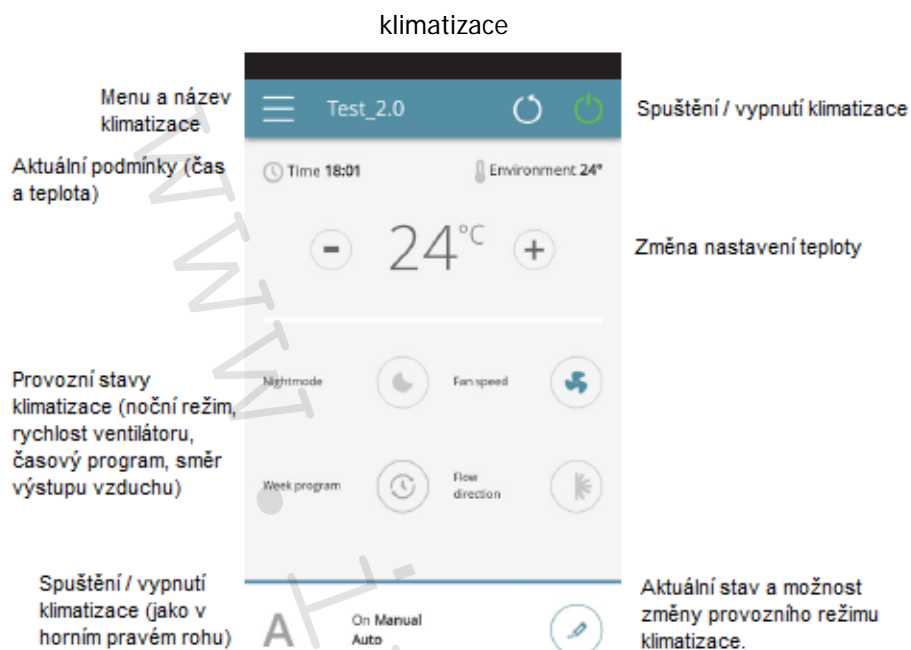 klimatizace
Menu a název
klimatizace
Test_2.0
Spuštění / vypnutí klimatizace
Aktuální podmínky (čas
a teplota)
Time 18:01
Environment 24°
24°C
Změna nastavení teploty
Provozní stavy
klimatizace (noční režim,
rychlost ventilátoru,
časový program, směr
výstupu vzduchu)
Nightmode
Fan speed
Week program
Flow
direction
Spuštění / vypnutí
klimatizace (jako v
horním pravém rohu)
A
On Manual
Auto
Aktuální stav a možnost
změny provozního režimu
klimatizace.
www.